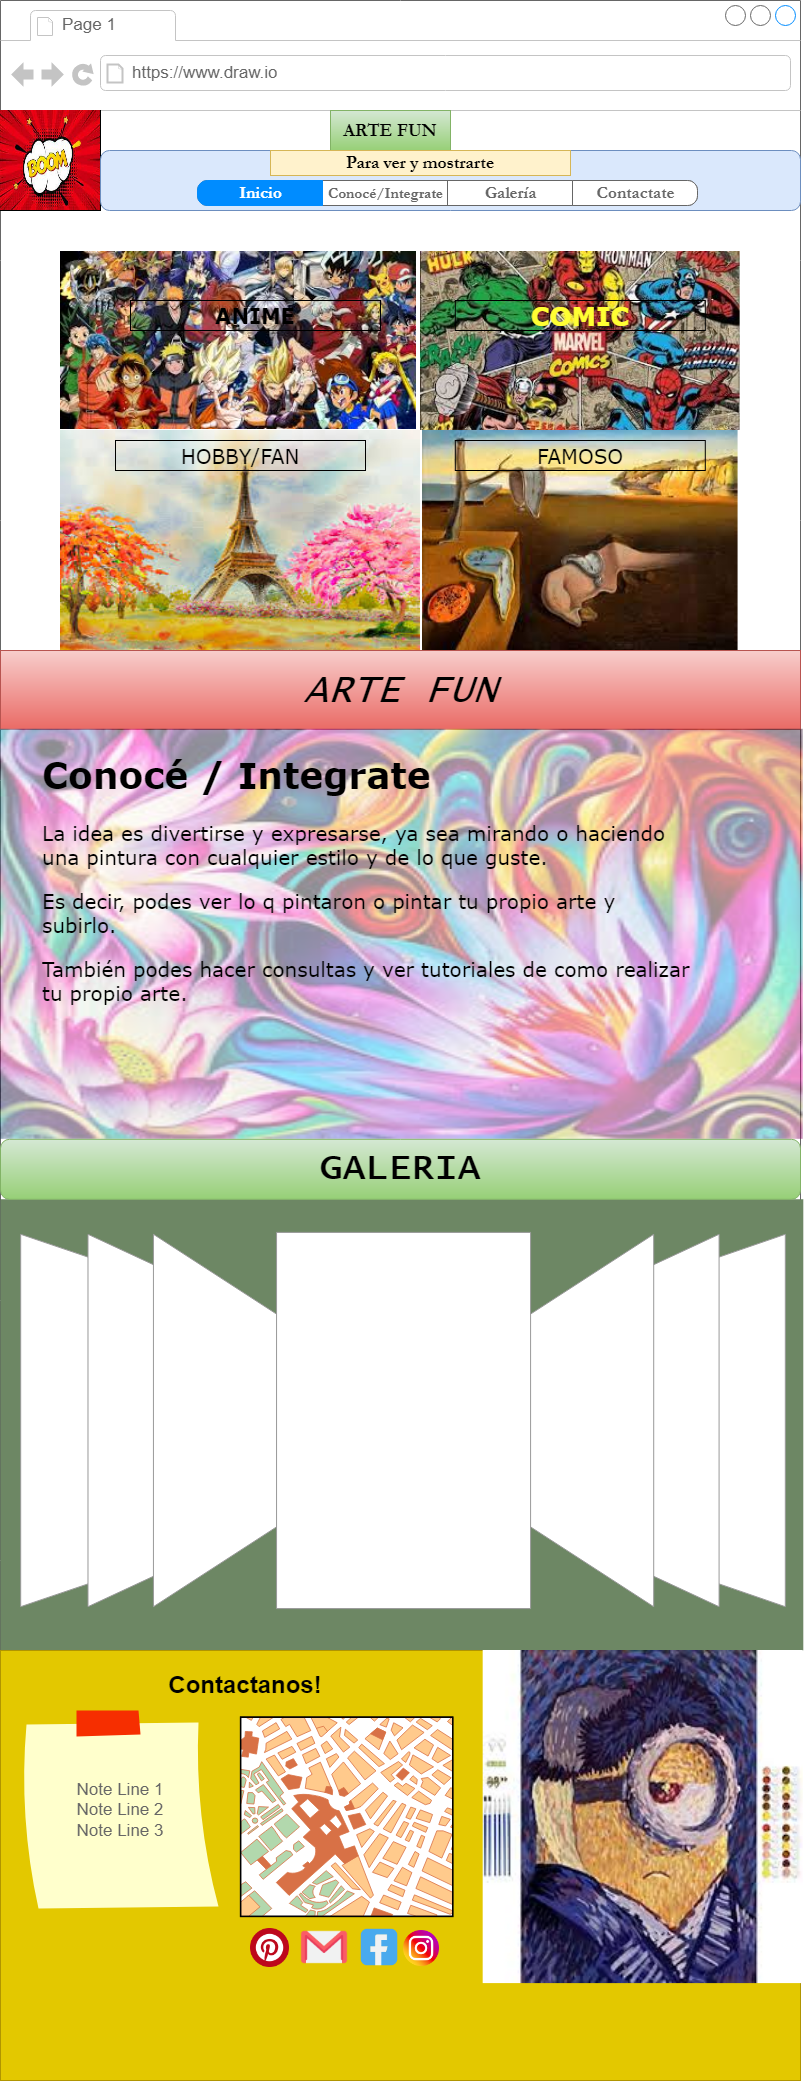 Page 1
https://www.draw.io
BOOM
ARTE FUN
Para ver y mostrarte
Inicio
Conocé/Integrate
Galería
Contactate
ANIME
HULK
IRON MAN
COMIC
MARVEL
COMICS
CRASH
CAPTAIN
AMERICA
HOBBY/FAN
FAMOSO
ARTE FUN
Conocé / Integrate
La idea es divertirse y expresarse, ya sea mirando o haciendo
una pintura con cualquier estilo y de lo que guste.
Es decir, podes ver lo q pintaron o pintar tu propio arte y
subirlo.
También podes hacer consultas y ver tutoriales de como realizar
tu propio arte.
GALERIA
Contactanos!
Note Line 1
Note Line 2
Note Line 3